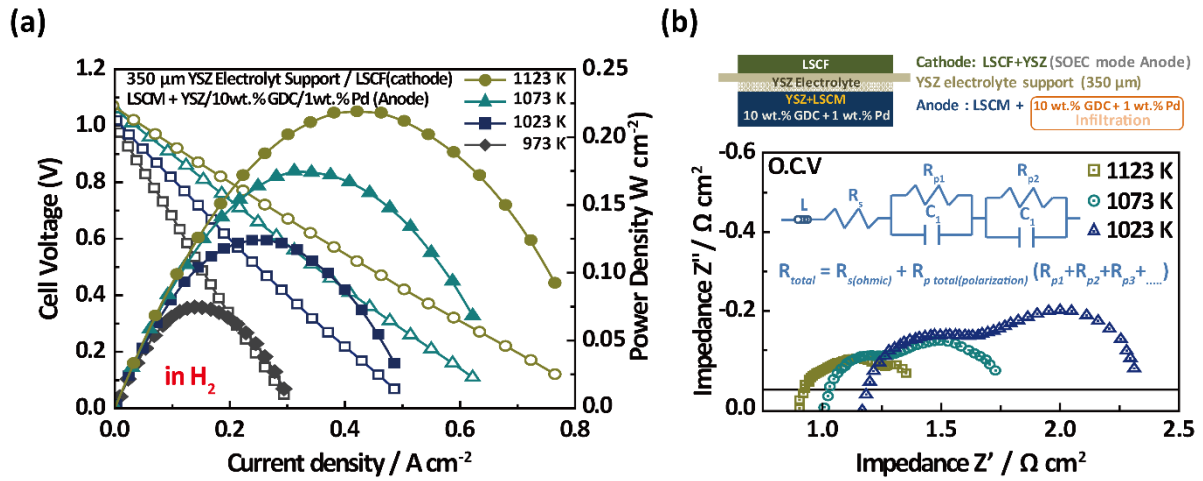 (a)
350 μm YSZ Electrolyt Support / LSCF(cathode)
LSCM + YSZ/10wt.% GDC/1wt.% Pd (Anode)
1123 K
1073 K
1023 K
973 K
in H2
1.2
1.0
0.8
0.6
0.4
0.2
0.0
Cell Voltage (V)
0.25
0.20
0.15
0.10
0.05
0.00
Power Density W cm-2
0.0
0.2
0.4
0.6
0.8
Current density / A cm-2
(b)
LSCF
YSZ Electrolyte
YSZ+LSCM
10 wt.% GDC + 1 wt.% Pd
Cathode: LSCF+YSZ (SOEC mode Anode)
YSZ electrolyte support (350 μm)
Anode : LSCM + 10 wt.% GDC + 1 wt.% Pd
Infiltration
O.C.V
L
Rs
Rp1
C1
Rp2
C1
1123 K
1073 K
1023 K
Rtotal = Rs(ohmic) + Rp total(polarization) (Rp1+Rp2+Rp3+.....)
-0.6
-0.4
-0.2
0.0
Impedance Z'' / Ω cm2
1.0
1.5
2.0
2.5
Impedance Z' / Ω cm2